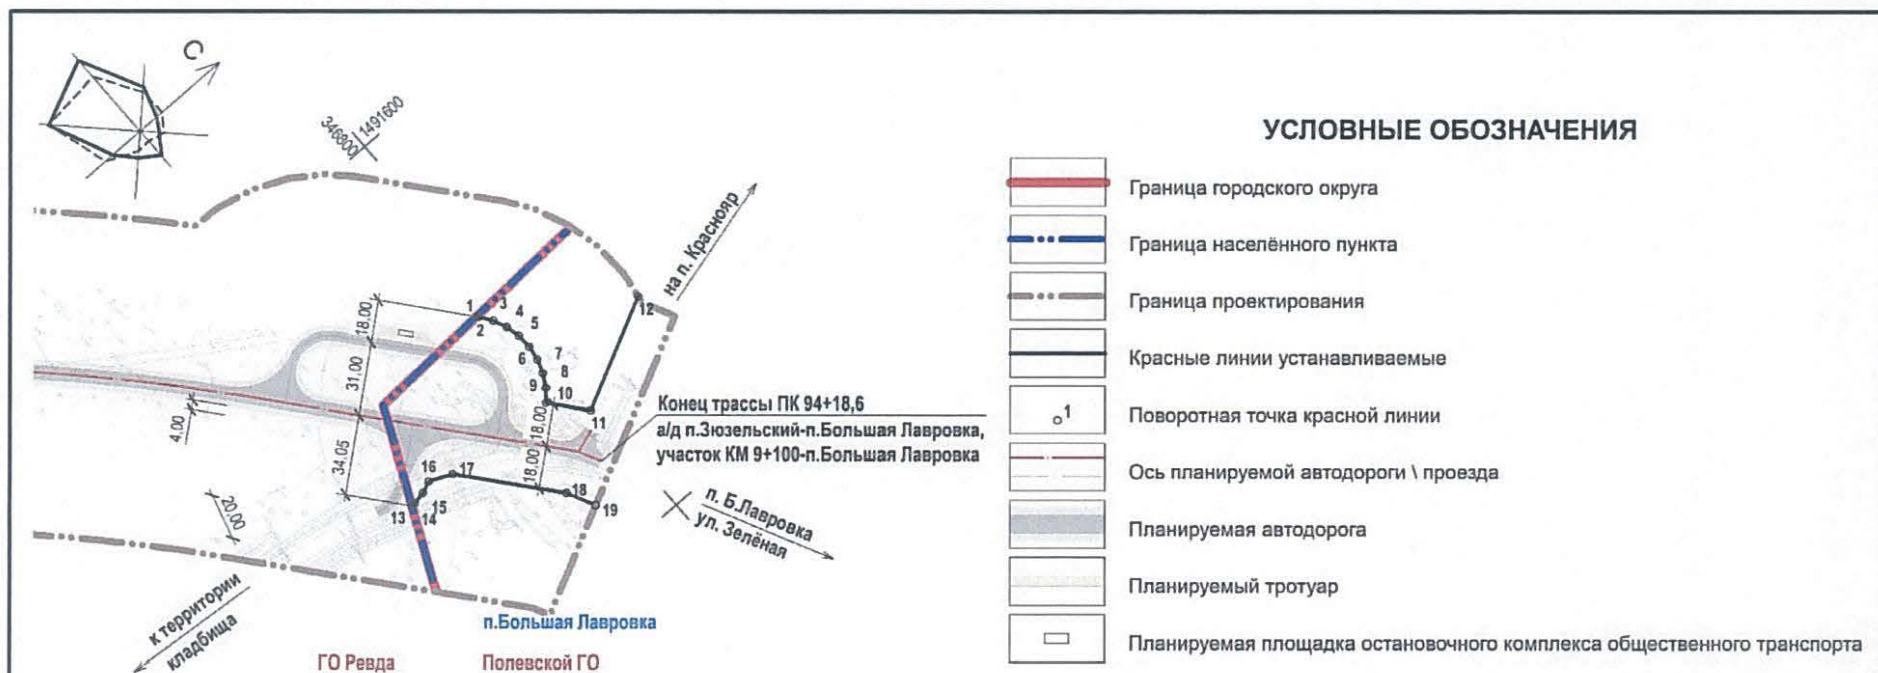 С
34600
1491600
на п. Краснояр
1
2
3
4
5
6
7
8
9
10
11
12
18.00
31.00
34.05
4.00
20.00
18.00
18.00
13
14
15
16
17
18
19
Конец трассы ПК 94+18,6
а/д п.Зюзельский-п.Большая Лавровка,
участок КМ 9+100-п.Большая Лавровка
п. Б.Лавровка
ул. Зелёная
к территории
кладбища
п.Большая Лавровка
ГО Ревда
Полевской ГО
УСЛОВНЫЕ ОБОЗНАЧЕНИЯ
Граница городского округа
Граница населённого пункта
Граница проектирования
Красные линии устанавливаемые
1
Поворотная точка красной линии
Ось планируемой автодороги \ проезда
Планируемая автодорога
Планируемый тротуар
Планируемая площадка остановочного комплекса общественного транспорта